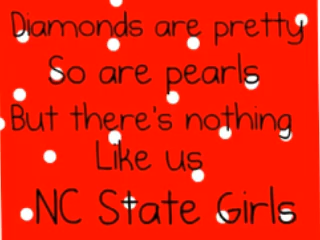 Diamonds are pretty
So are pearls
But there's nothing
Like us
NC State Girls